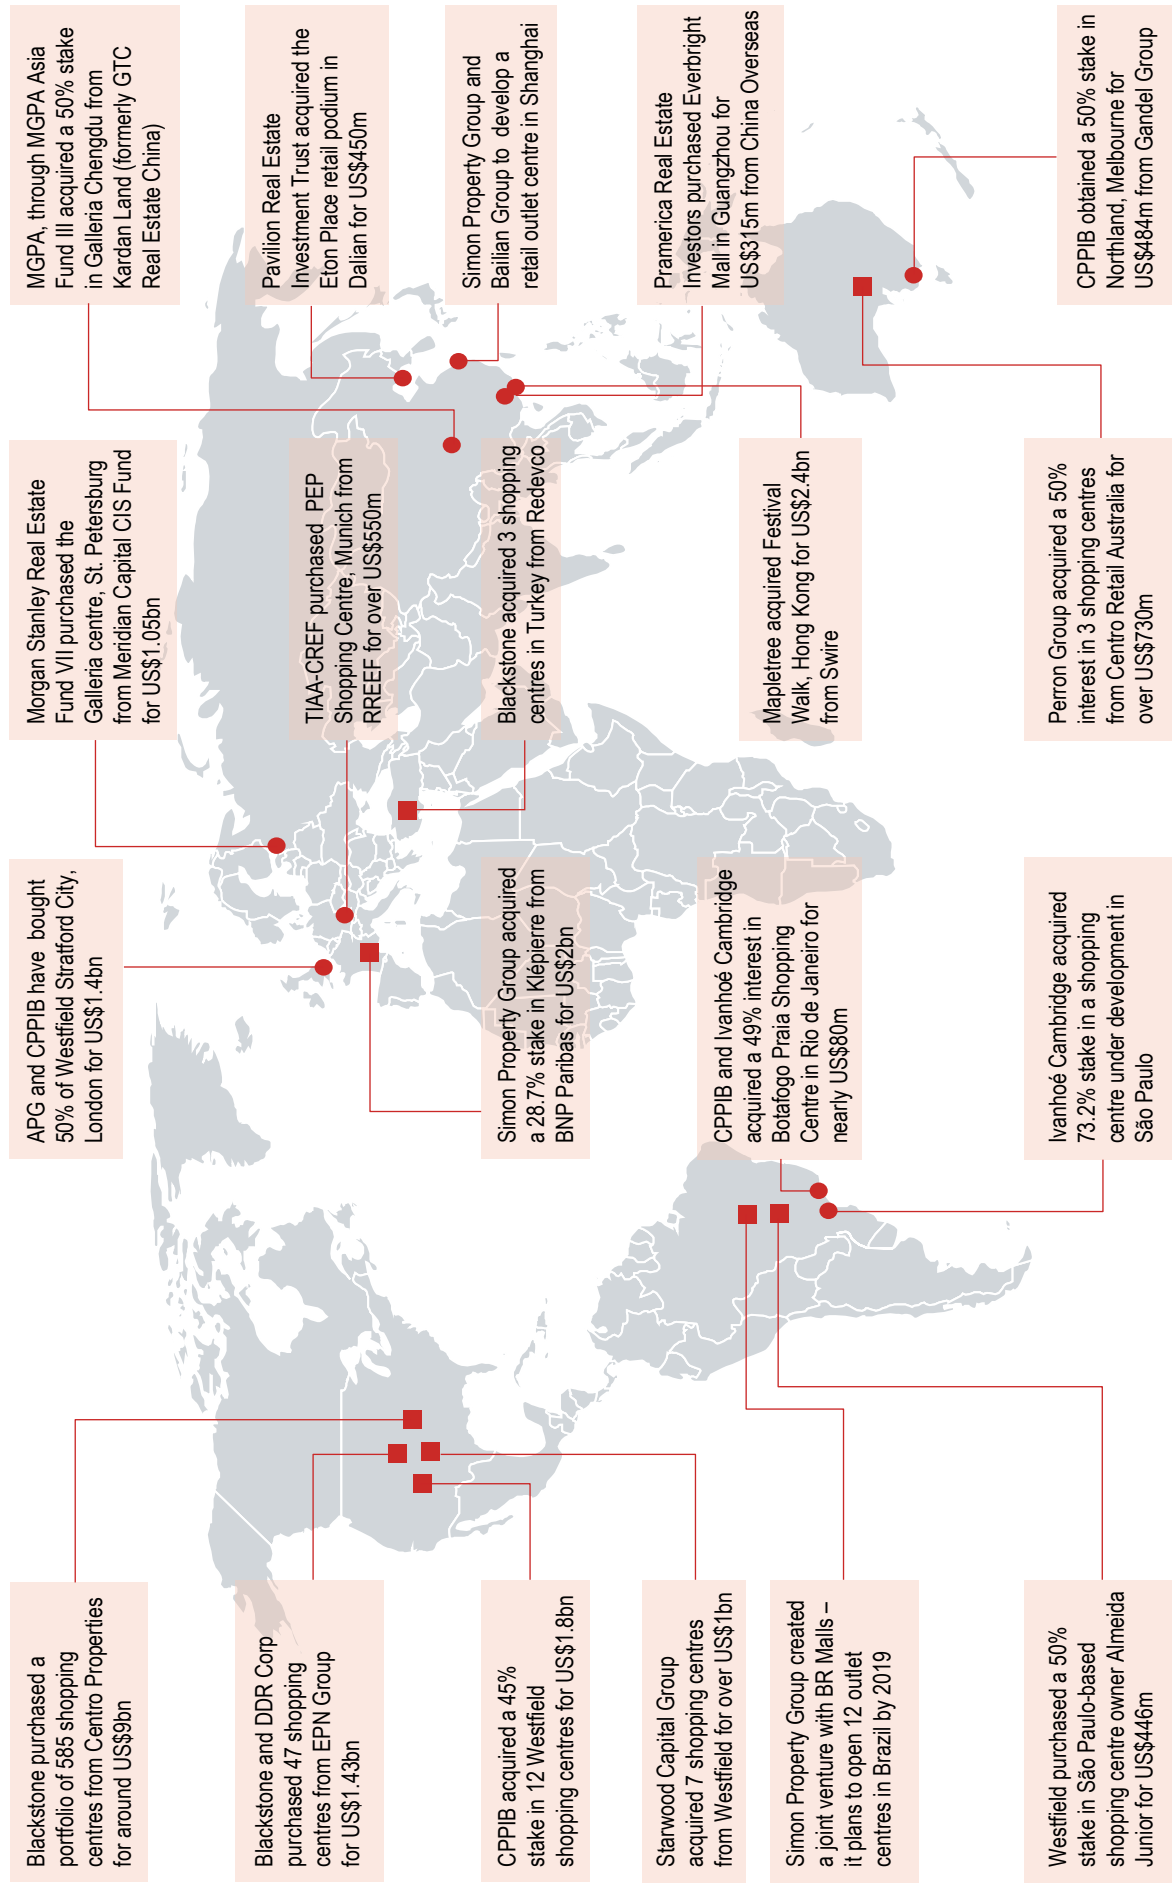 Blackstone purchased a
portfolio of 585 shopping
centres from Centro Properties
for around US$9bn
Blackstone and DDR Corp
purchased 47 shopping
centres from EPN Group
for US$1.43bn
CPPIB acquired a 45%
stake in 12 Westfield
shopping centres for US$1.8bn
Starwood Capital Group
acquired 7 shopping centres
from Westfield for over US$1bn
Simon Property Group created
a joint venture with BR Malls –
it plans to open 12 outlet
centres in Brazil by 2019
Westfield purchased a 50%
stake in São Paulo-based
shopping centre owner Almeida
Junior for US$446m
APG and CPPIB have bought
50% of Westfield Stratford City,
London for US$1.4bn
Simon Property Group acquired
a 28.7% stake in Klépierre from
BNP Paribas for US$2bn
CPPIB and Ivanhoé Cambridge
acquired a 49% interest in
Botafogo Praia Shopping
Centre in Rio de Janeiro for
nearly US$80m
Ivanhoé Cambridge acquired
73.2% stake in a shopping
centre under development in
São Paulo
Morgan Stanley Real Estate
Fund VII purchased the
Galleria centre, St. Petersburg
from Meridian Capital CIS Fund
for US$1.05bn
TIAA-CREF purchased PEP
Shopping Centre, Munich from
RREEF for over US$550m
Blackstone acquired 3 shopping
centres in Turkey from Redevco
Mapletree acquired Festival
Walk, Hong Kong for US$2.4bn
from Swire
Perron Group acquired a 50%
interest in 3 shopping centres
from Centro Retail Australia for
over US$730m
MGPA, through MGPA Asia
Fund III acquired a 50% stake
in Galleria Chengdu from
Kardan Land (formerly GTC
Real Estate China)
Pavilion Real Estate
Investment Trust acquired the
Eton Place retail podium in
Dalian for US$450m
Simon Property Group and
Bailian Group to develop a
retail outlet centre in Shanghai
Pramerica Real Estate
Investors purchased Everbright
Mall in Guangzhou for
US$315m from China Overseas
CPPIB obtained a 50% stake in
Northland, Melbourne for
US$484m from Gandel Group